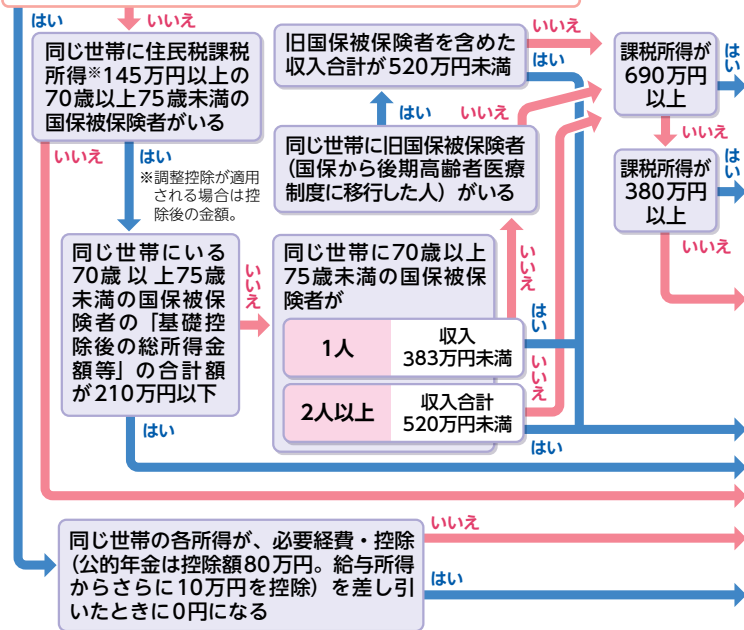 はい
いいえ
同じ世帯に住民税課税
所得※145万円以上の
70歳以上75歳未満の
国保被保険者がいる
いいえ
はい
※調整控除が適用
される場合は控
除後の金額。
同じ世帯にいる
70歳以上75歳
未満の国保被保
険者の「基礎控
除後の総所得金
額等」の合計額
が210万円以下
いいえ
はい
同じ世帯に70歳以上
75歳未満の国保被保
険者が
1人
収入
383万円未満
2人以上
収入合計
520万円未満
いいえ
はい
いいえ
はい
同じ世帯に旧国保被保険者
（国保から後期高齢者医療
制度に移行した人）がいる
はい
いいえ
旧国保被保険者を含めた
収入合計が520万円未満
いいえ
はい
課税所得が
690万円
以上
はい
いいえ
課税所得が
380万円
以上
はい
いいえ
同じ世帯の各所得が、必要経費・控除
（公的年金は控除額80万円。給与所得
からさらに10万円を控除）を差し引
いたときに0円になる
いいえ
はい